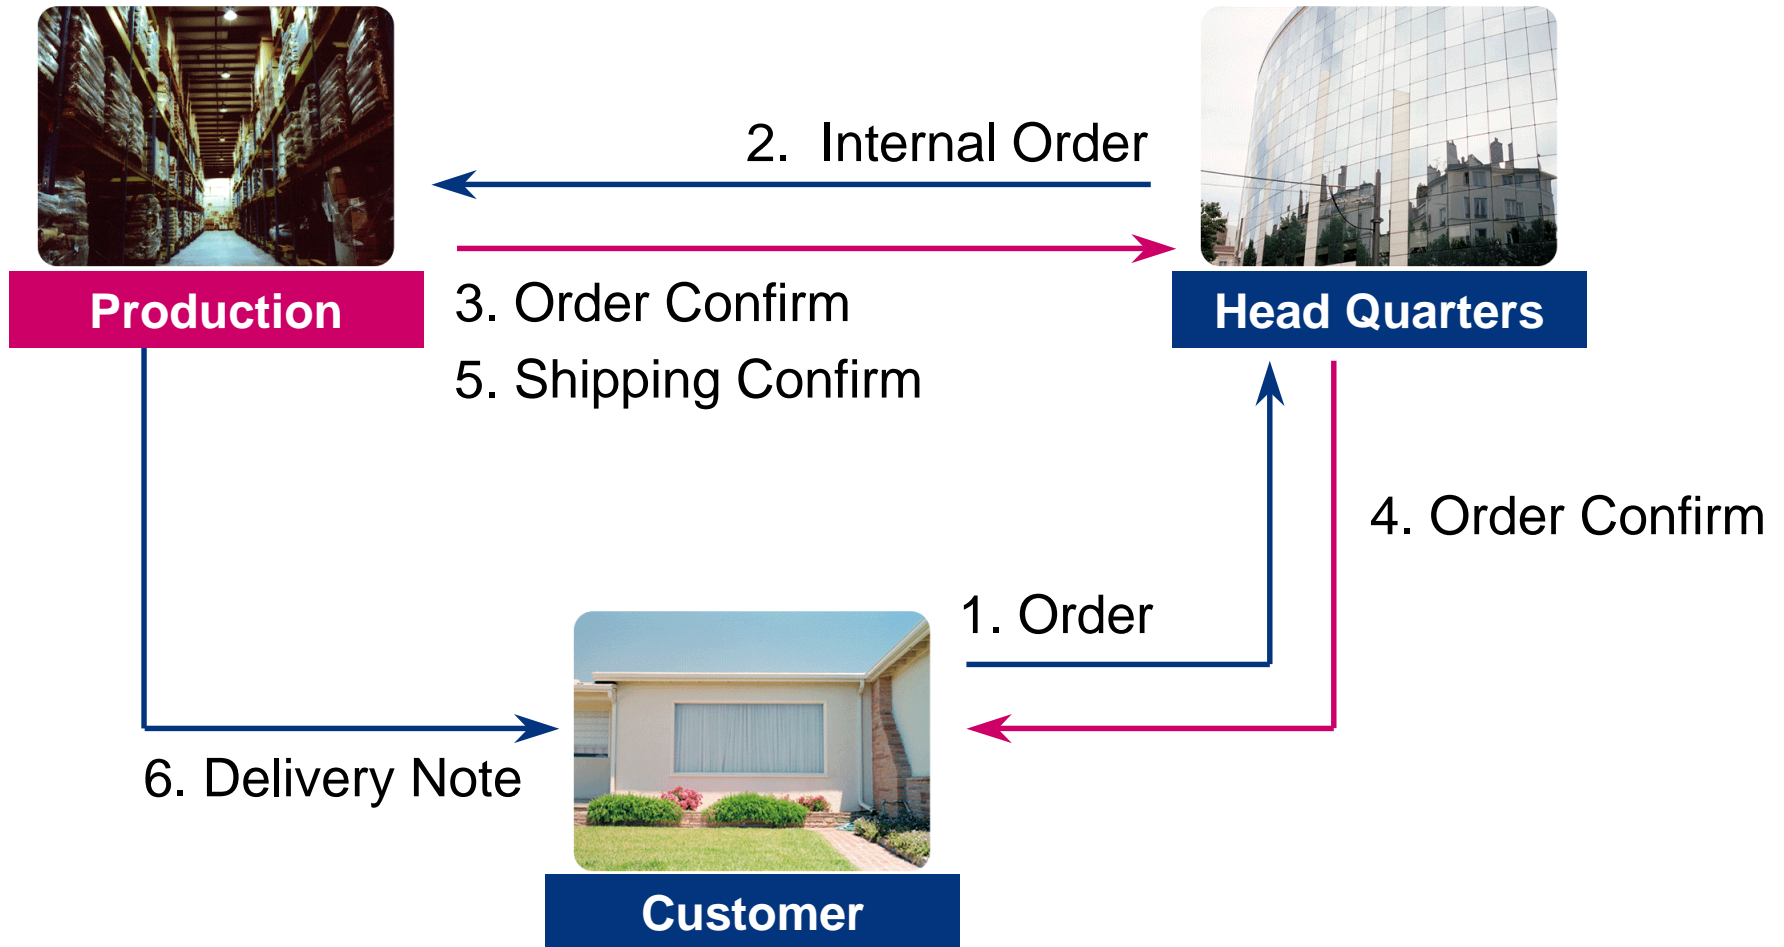 2. Internal Order
Production
3. Order Confirm
5. Shipping Confirm
Head Quarters
4. Order Confirm
1. Order
6. Delivery Note
Customer